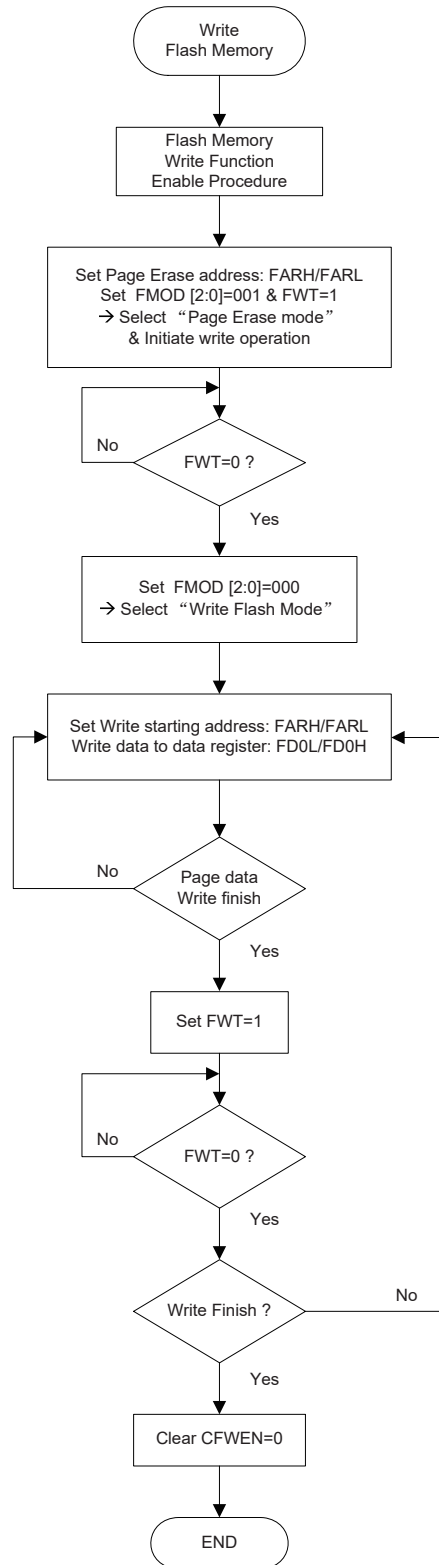 Write
Flash Memory
Flash Memory
Write Function
Enable Procedure
Set Page Erase address: FARH/FARL
Set FMOD [2:0]=001 & FWT=1
→ Select “Page Erase mode”
& Initiate write operation
No
FWT=0 ?
Yes
Set FMOD [2:0]=000
→ Select “Write Flash Mode”
Set Write starting address: FARH/FARL
Write data to data register: FD0L/FD0H
No
Page data
Write finish
Yes
Set FWT=1
No
FWT=0 ?
Yes
Write Finish ?
No
Yes
Clear CFWEN=0
END